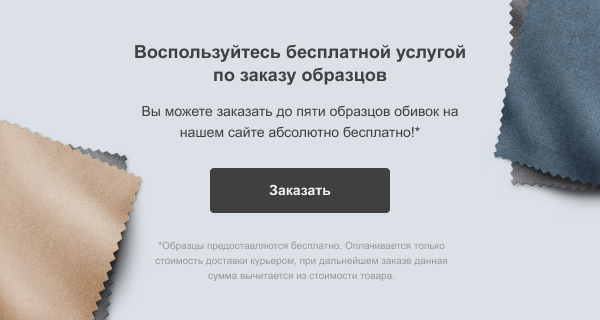 Воспользуйтесь бесплатной услугой
по заказу образцов
Вы можете заказать до пяти образцов обивок на
нашем сайте абсолютно бесплатно!*
Заказать
*Образцы предоставляются бесплатно. Оплачивается только
стоимость доставки курьером, при дальнейшем заказе данная
сумма вычитается из стоимости товара.